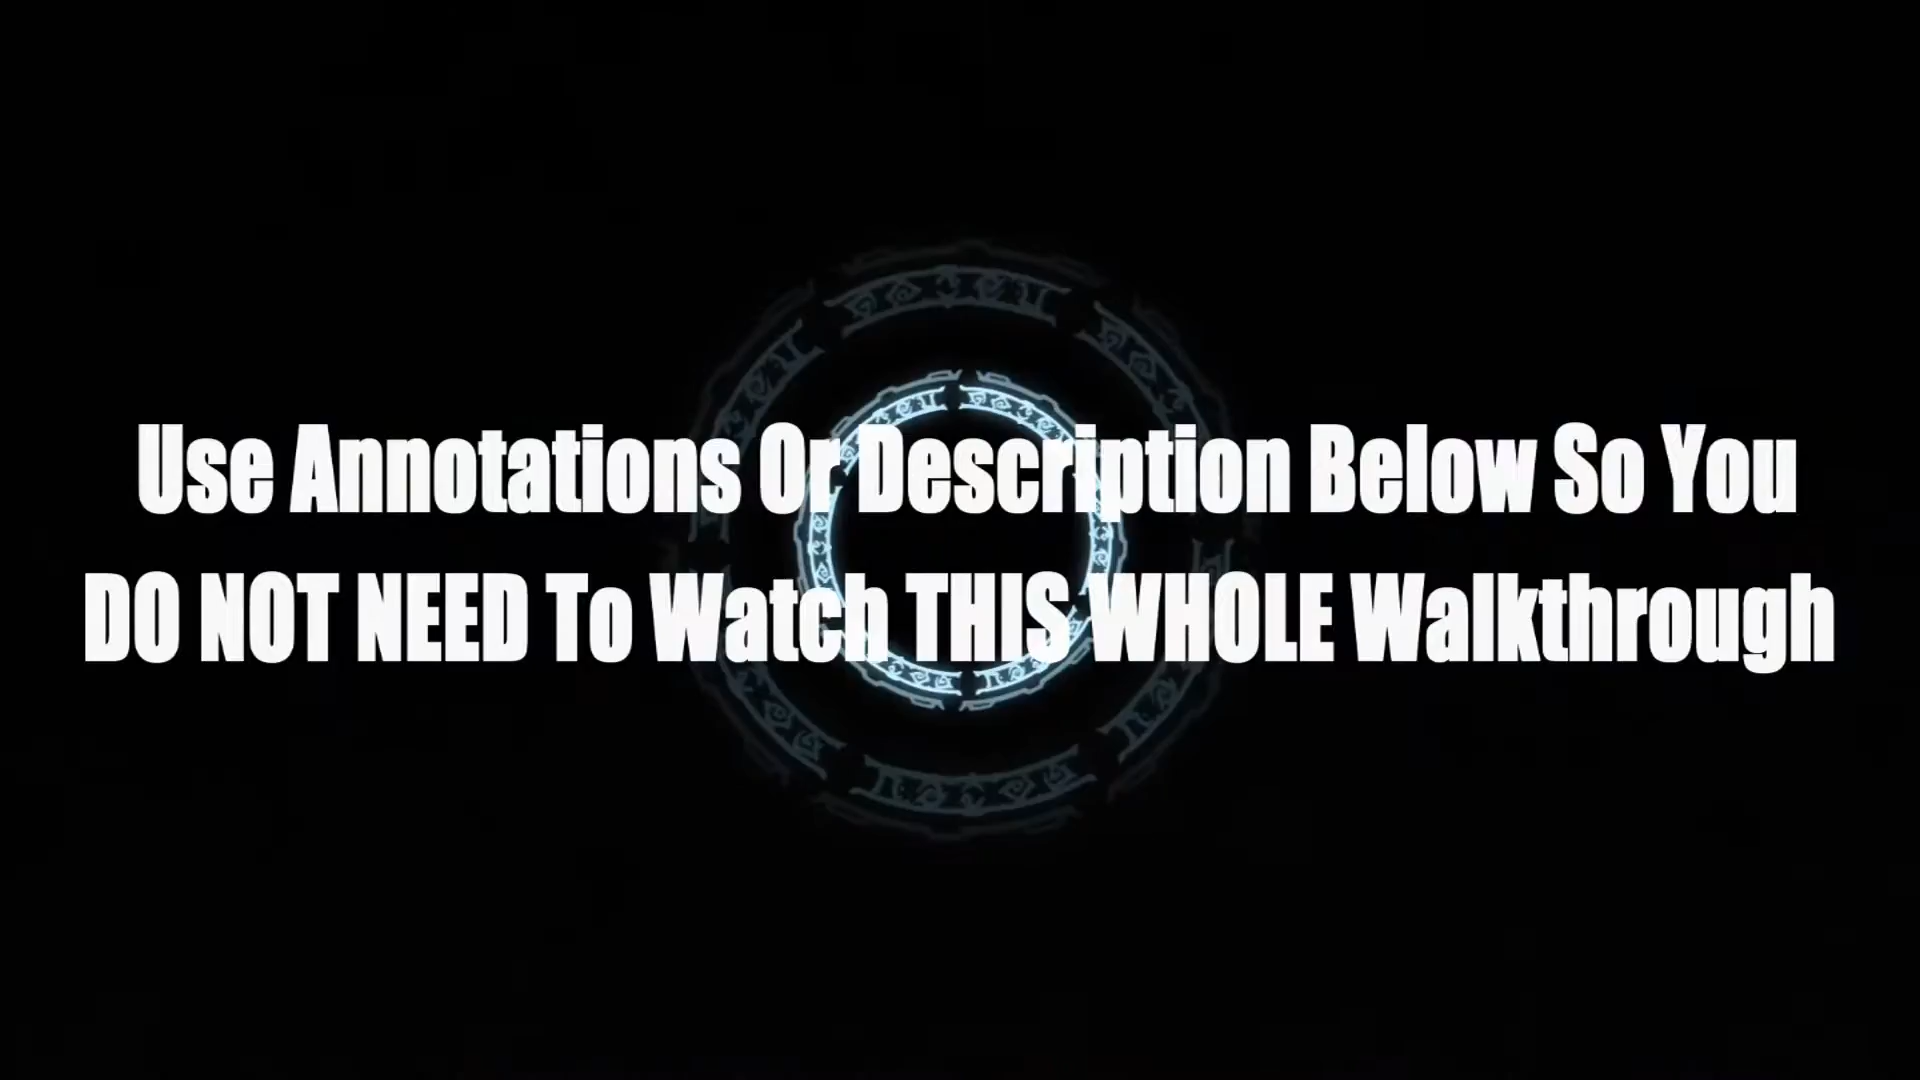 Use Annotations Or Description Below So You
DO NOT NEED To Watch THIS WHOLE Walkthrough